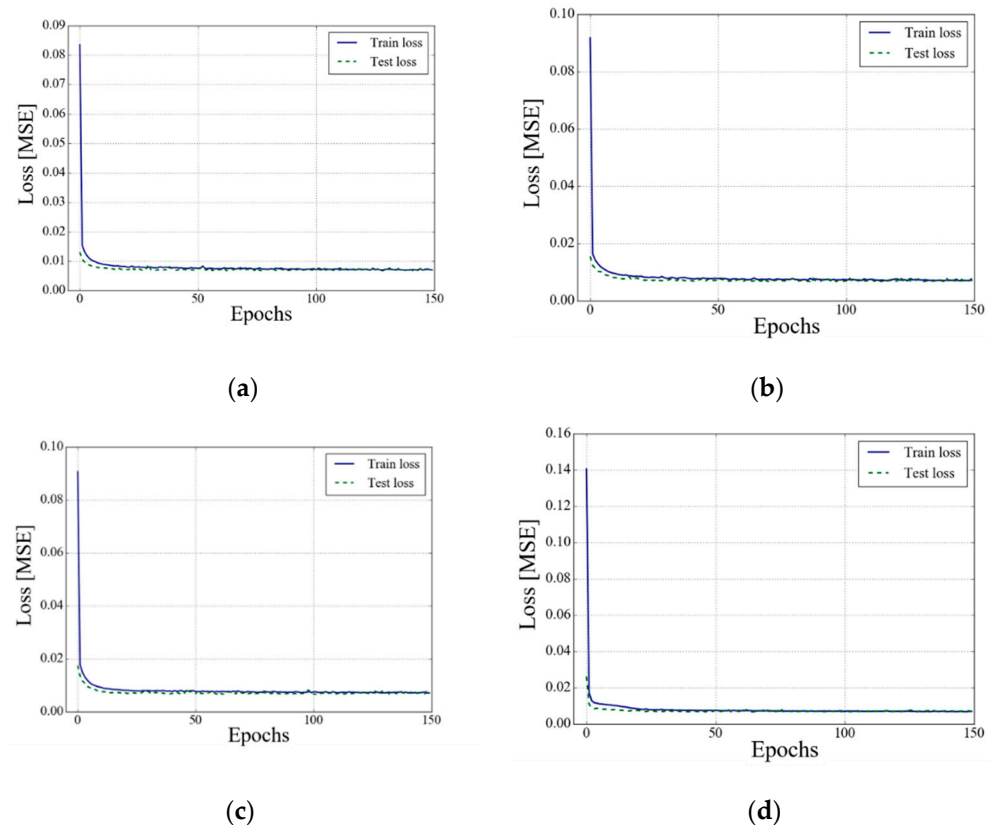 0.09
0.08
0.07
0.06
0.05
0.04
0.03
0.02
0.01
0.00
Loss [MSE]
Train loss
Test loss
0 50 100 150
Epochs
(a)
0.10
0.08
0.06
0.04
0.02
0.00
Loss [MSE]
Train loss
Test loss
0 50 100 150
Epochs
(b)
0.10
0.08
0.06
0.04
0.02
0.00
Loss [MSE]
Train loss
Test loss
0 50 100 150
Epochs
(c)
0.16
0.14
0.12
0.10
0.08
0.06
0.04
0.02
0.00
Loss [MSE]
Train loss
Test loss
0 50 100 150
Epochs
(d)